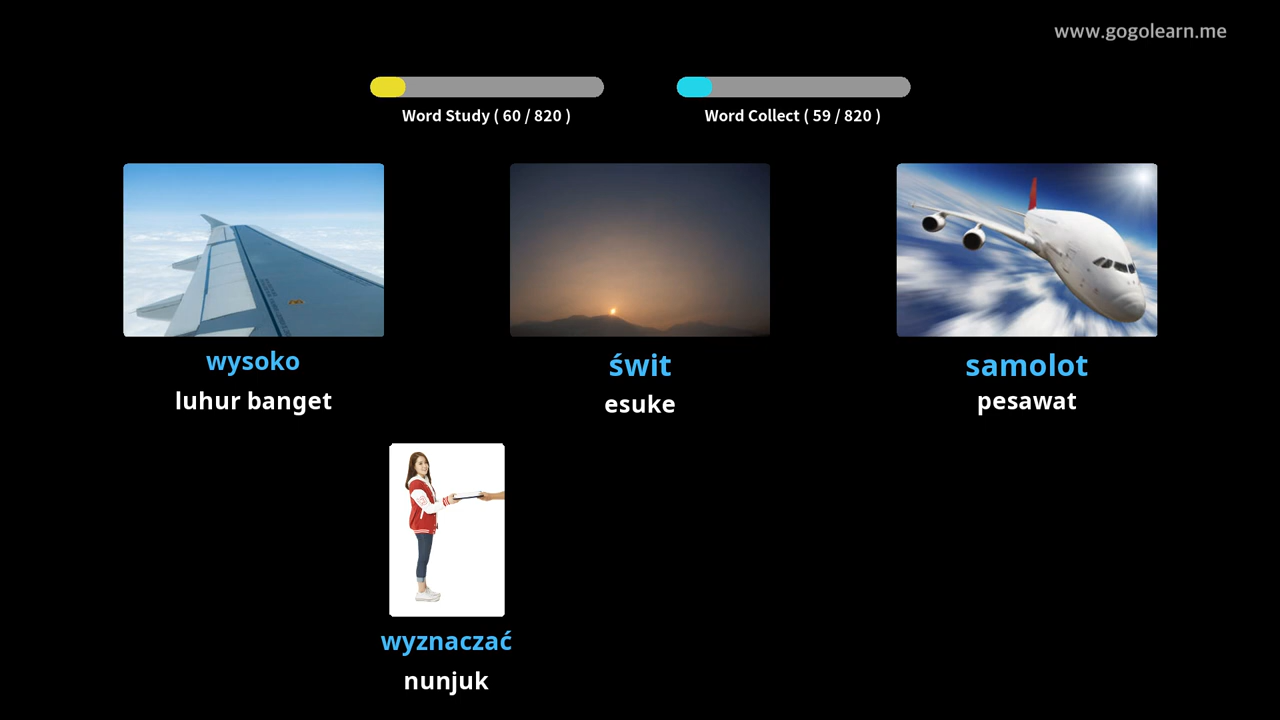 www.gogolearn.me
Word Study ( 60 / 820 )
Word Collect ( 59 / 820 )
wysoko
luhur banget
świt
esuke
samolot
pesawat
wyznaczać
nunjuk